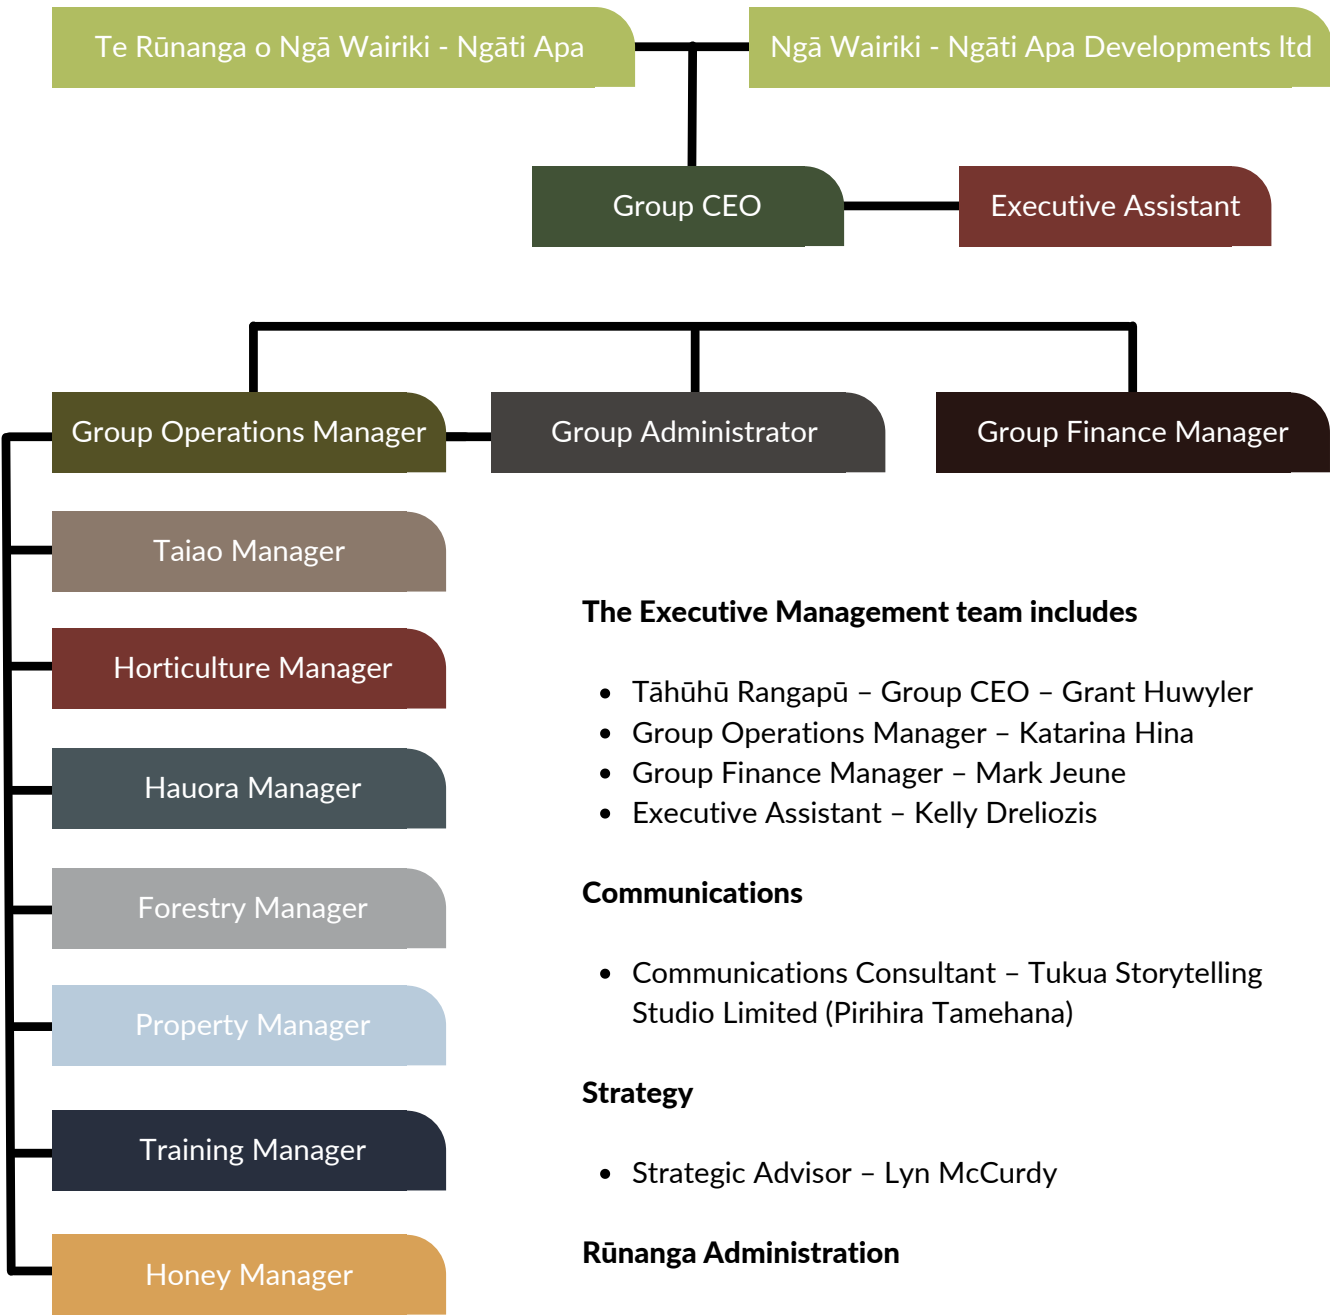 Te Rūnanga o Ngā Wairiki - Ngāti Apa
Ngā Wairiki - Ngāti Apa Developments ltd
Group CEO
Executive Assistant
Group Operations Manager
Group Administrator
Group Finance Manager
Taiao Manager
Horticulture Manager
Hauora Manager
Forestry Manager
Property Manager
Training Manager
Honey Manager
The Executive Management team includes
• Tāhūhū Rangapū – Group CEO – Grant Huwyler
• Group Operations Manager – Katarina Hina
• Group Finance Manager – Mark Jeune
• Executive Assistant – Kelly Dreliozis
Communications
• Communications Consultant – Tukua Storytelling
Studio Limited (Pirihira Tamehana)
Strategy
• Strategic Advisor – Lyn McCurdy
Rūnanga Administration